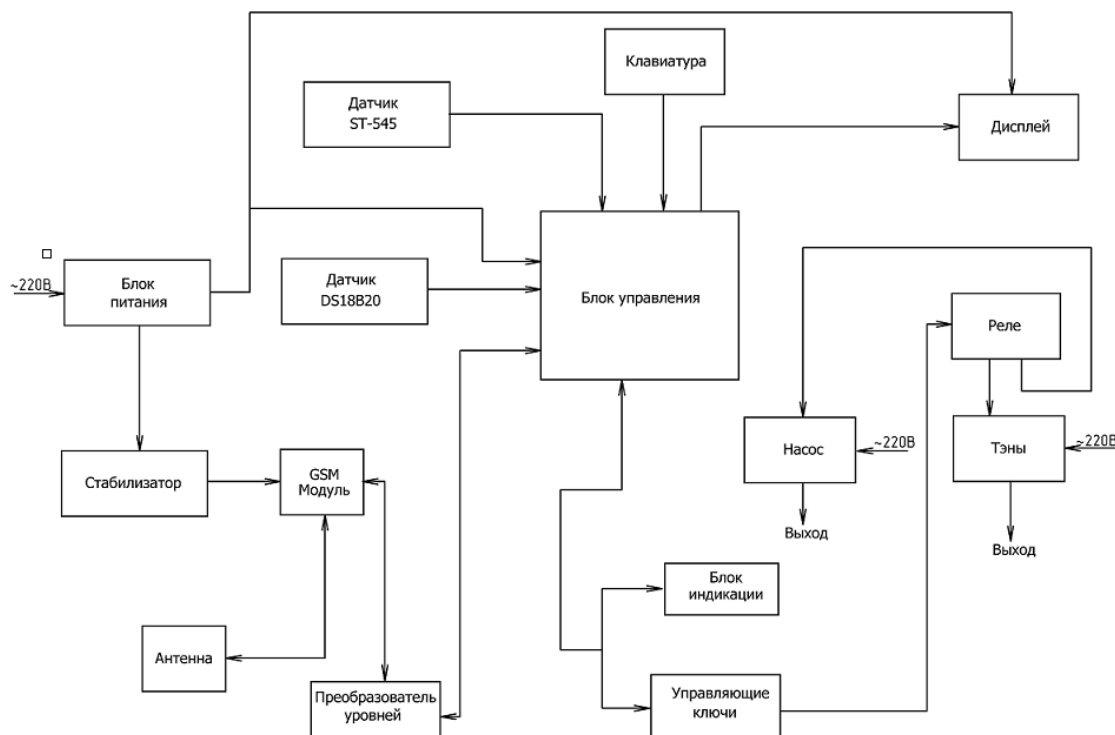 Клавиатура
Датчик
ST-545
Дисплей
~220В
Блок
питания
Датчик
DS18B20
Блок управления
Реле
Стабилизатор
GSM
Модуль
Насос
~220В
Тэны
~220В
Выход
Выход
Блок
индикации
Антенна
Преобразователь
уровней
Управляющие
ключи